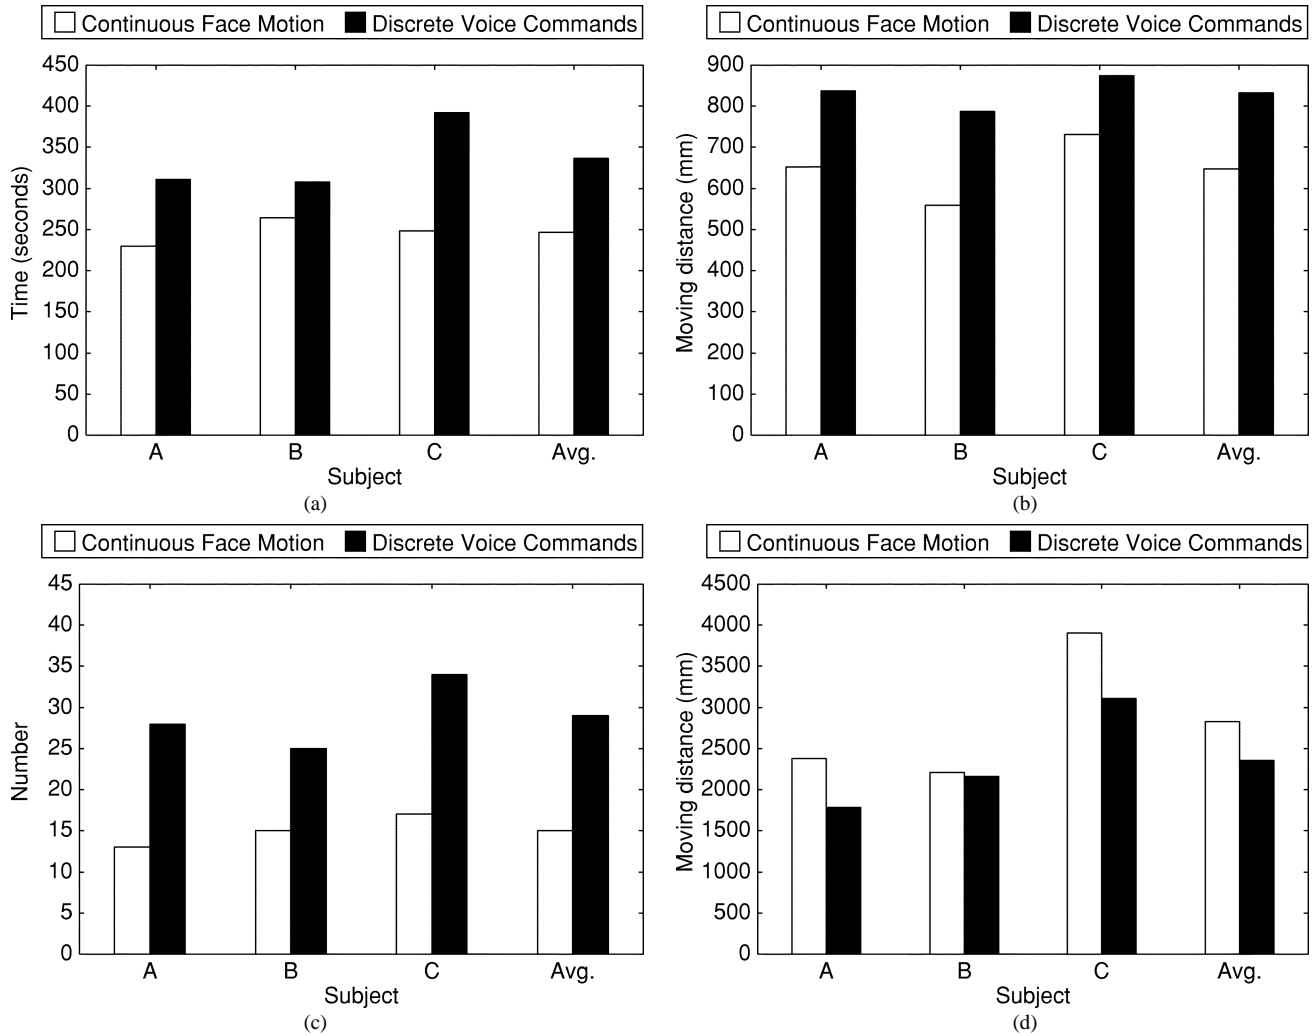 Continuous Face Motion Discrete Voice Commands
450
400
350
300
250
200
150
100
50
0
Time (seconds)
A B C Avg.
Subject
(a)
Continuous Face Motion Discrete Voice Commands
900
800
700
600
500
400
300
200
100
0
Moving distance (mm)
A B C Avg.
Subject
(b)
Continuous Face Motion Discrete Voice Commands
45
40
35
30
25
20
15
10
5
0
Number
A B C Avg.
Subject
(c)
Continuous Face Motion Discrete Voice Commands
4500
4000
3500
3000
2500
2000
1500
1000
500
0
Moving distance (mm)
A B C Avg.
Subject
(d)